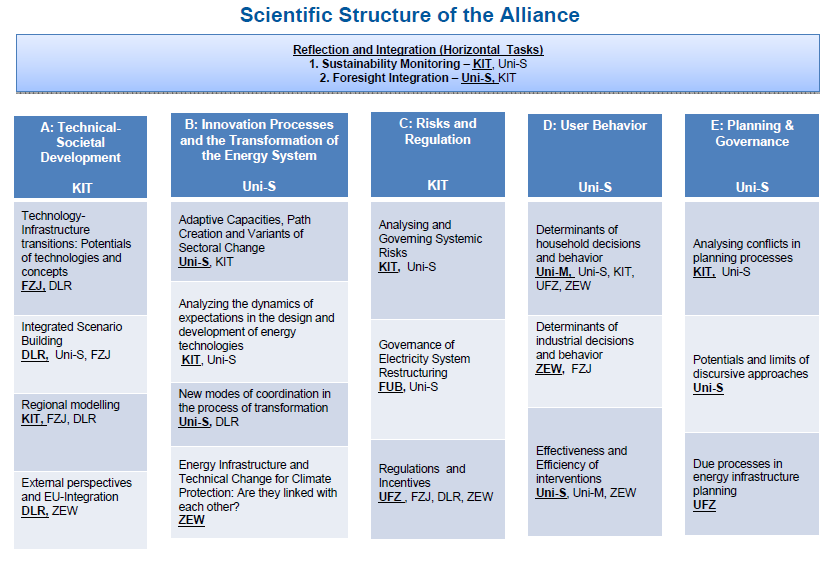 Scientific Structure of the Alliance
Reflection and Integration (Horizontal Tasks)
1. Sustainability Monitoring – KIT, Uni-S
2. Foresight Integration – Uni-S, KIT
A: Technical-
Societal
Development
KIT
Technology-
Infrastructure
transitions: Potentials
of technologies and
concepts
FZJ, DLR
Integrated Scenario
Building
DLR, Uni-S, FZJ
Regional modelling
KIT, FZJ, DLR
External perspectives
and EU-Integration
DLR, ZEW
B: Innovation Processes
and the Transformation of
the Energy System
Uni-S
Adaptive Capacities, Path
Creation and Variants of
Sectoral Change
Uni-S, KIT
Analyzing the dynamics of
expectations in the design and
development of energy
technologies
KIT, Uni-S
New modes of coordination in
the process of transformation
Uni-S, DLR
Energy Infrastructure and
Technical Change for Climate
Protection: Are they linked with
each other?
ZEW
C: Risks and
Regulation
KIT
Analysing and
Governing Systemic
Risks
KIT, Uni-S
Governance of
Electricity System
Restructuring
FUB, Uni-S
Regulations and
Incentives
UFZ , FZJ, DLR, ZEW
D: User Behavior
Uni-S
Determinants of
household decisions
and behavior
Uni-M, Uni-S, KIT,
UFZ, ZEW
Determinants of
industrial decisions
and behavior
ZEW, FZJ
Effectiveness and
Efficiency of
interventions
Uni-S, Uni-M, ZEW
E: Planning &
Governance
Uni-S
Analysing conflicts in
planning processes
KIT, Uni-S
Potentials and limits of
discursive approaches
Uni-S
Due processes in
energy infrastructure
planning
UFZ